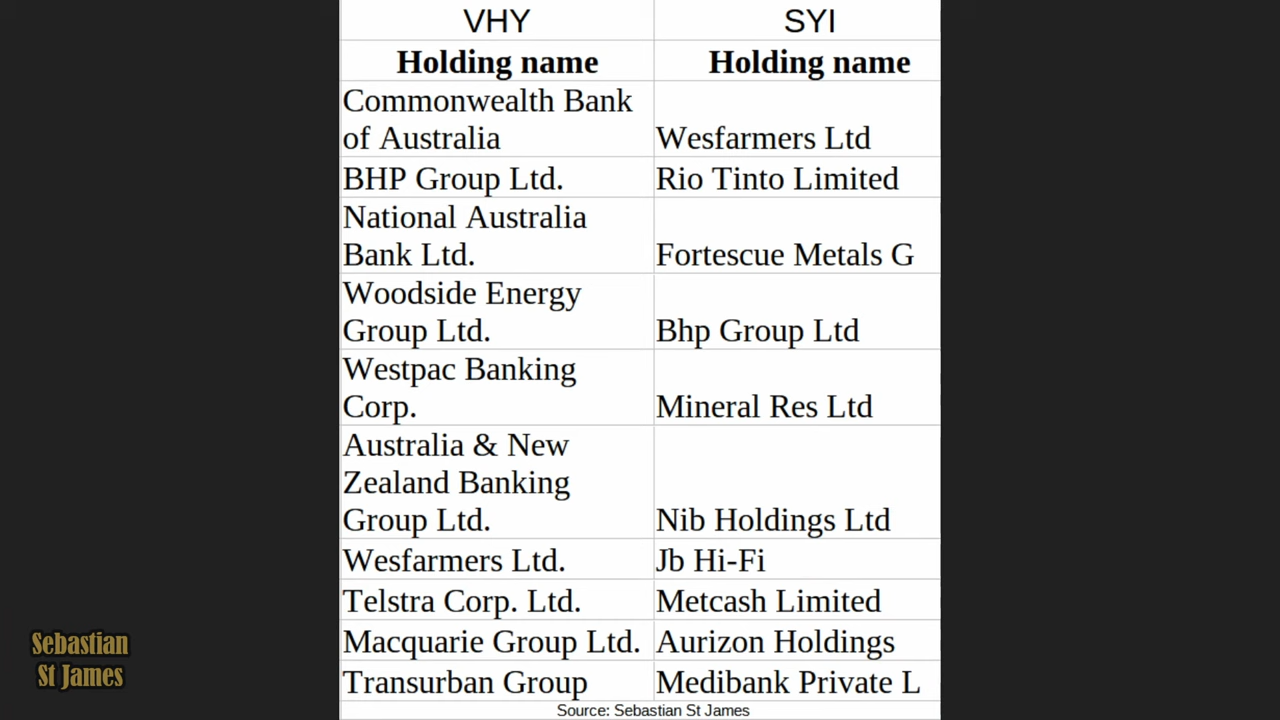 VHY SYI
Holding name Holding name
Commonwealth Bank
of Australia Wesfarmers Ltd
BHP Group Ltd. Rio Tinto Limited
National Australia
Bank Ltd. Fortescue Metals G
Woodside Energy
Group Ltd. Bhp Group Ltd
Westpac Banking
Corp. Mineral Res Ltd
Australia & New
Zealand Banking
Group Ltd. Nib Holdings Ltd
Wesfarmers Ltd. Jb Hi-Fi
Telstra Corp. Ltd. Metcash Limited
Macquarie Group Ltd. Aurizon Holdings
Transurban Group Medibank Private L
Source: Sebastian St James
Sebastian
St James